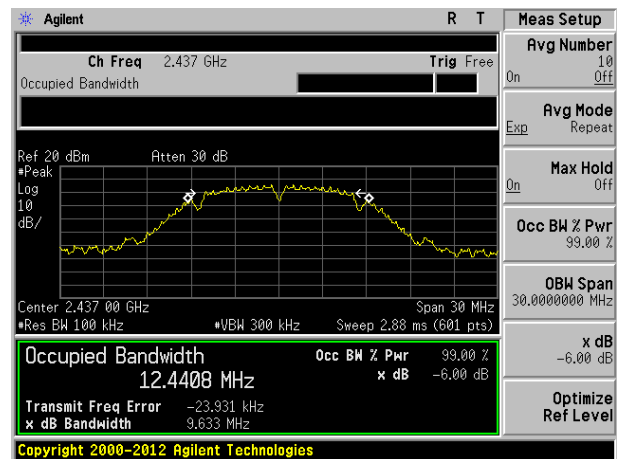 Agilent R T
Ch Freq 2.437 GHz Trig Free
Occupied Bandwidth
Ref 20 dBm Atten 30 dB
#Peak
Log
10
dB/
Center 2.437 00 GHz Span 30 MHz
#Res BW 100 kHz #VBW 300 kHz Sweep 2.88 ms (601 pts)
Occupied Bandwidth Occ BW % Pwr 99.00 %
12.4408 MHz x dB -6.00 dB
Transmit Freq Error -23.931 kHz
x dB Bandwidth 9.633 MHz
Copyright 2000-2012 Agilent Technologies
Meas Setup
Avg Number
10
On Off
Avg Mode
Exp Repeat
Max Hold
On Off
Occ BW % Pwr
99.00 %
OBW Span
30.0000000 MHz
x dB
-6.00 dB
Optimize
Ref Level